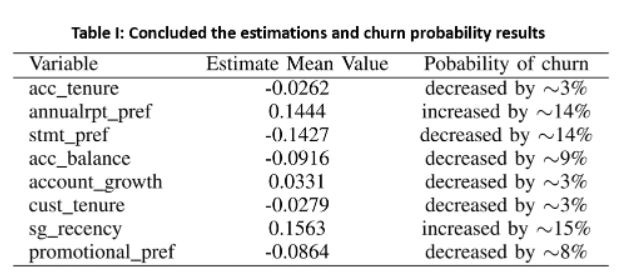 Table I: Concluded the estimations and churn probability results
Variable Estimate Mean Value Pobability of churn
acc_tenure -0.0262 decreased by ~3%
annualrpt_pref 0.1444 increased by ~14%
stmt_pref -0.1427 decreased by ~14%
acc_balance -0.0916 decreased by ~9%
account_growth 0.0331 decreased by ~3%
cust_tenure -0.0279 decreased by ~3%
sg_recency 0.1563 increased by ~15%
promotional_pref -0.0864 decreased by ~8%